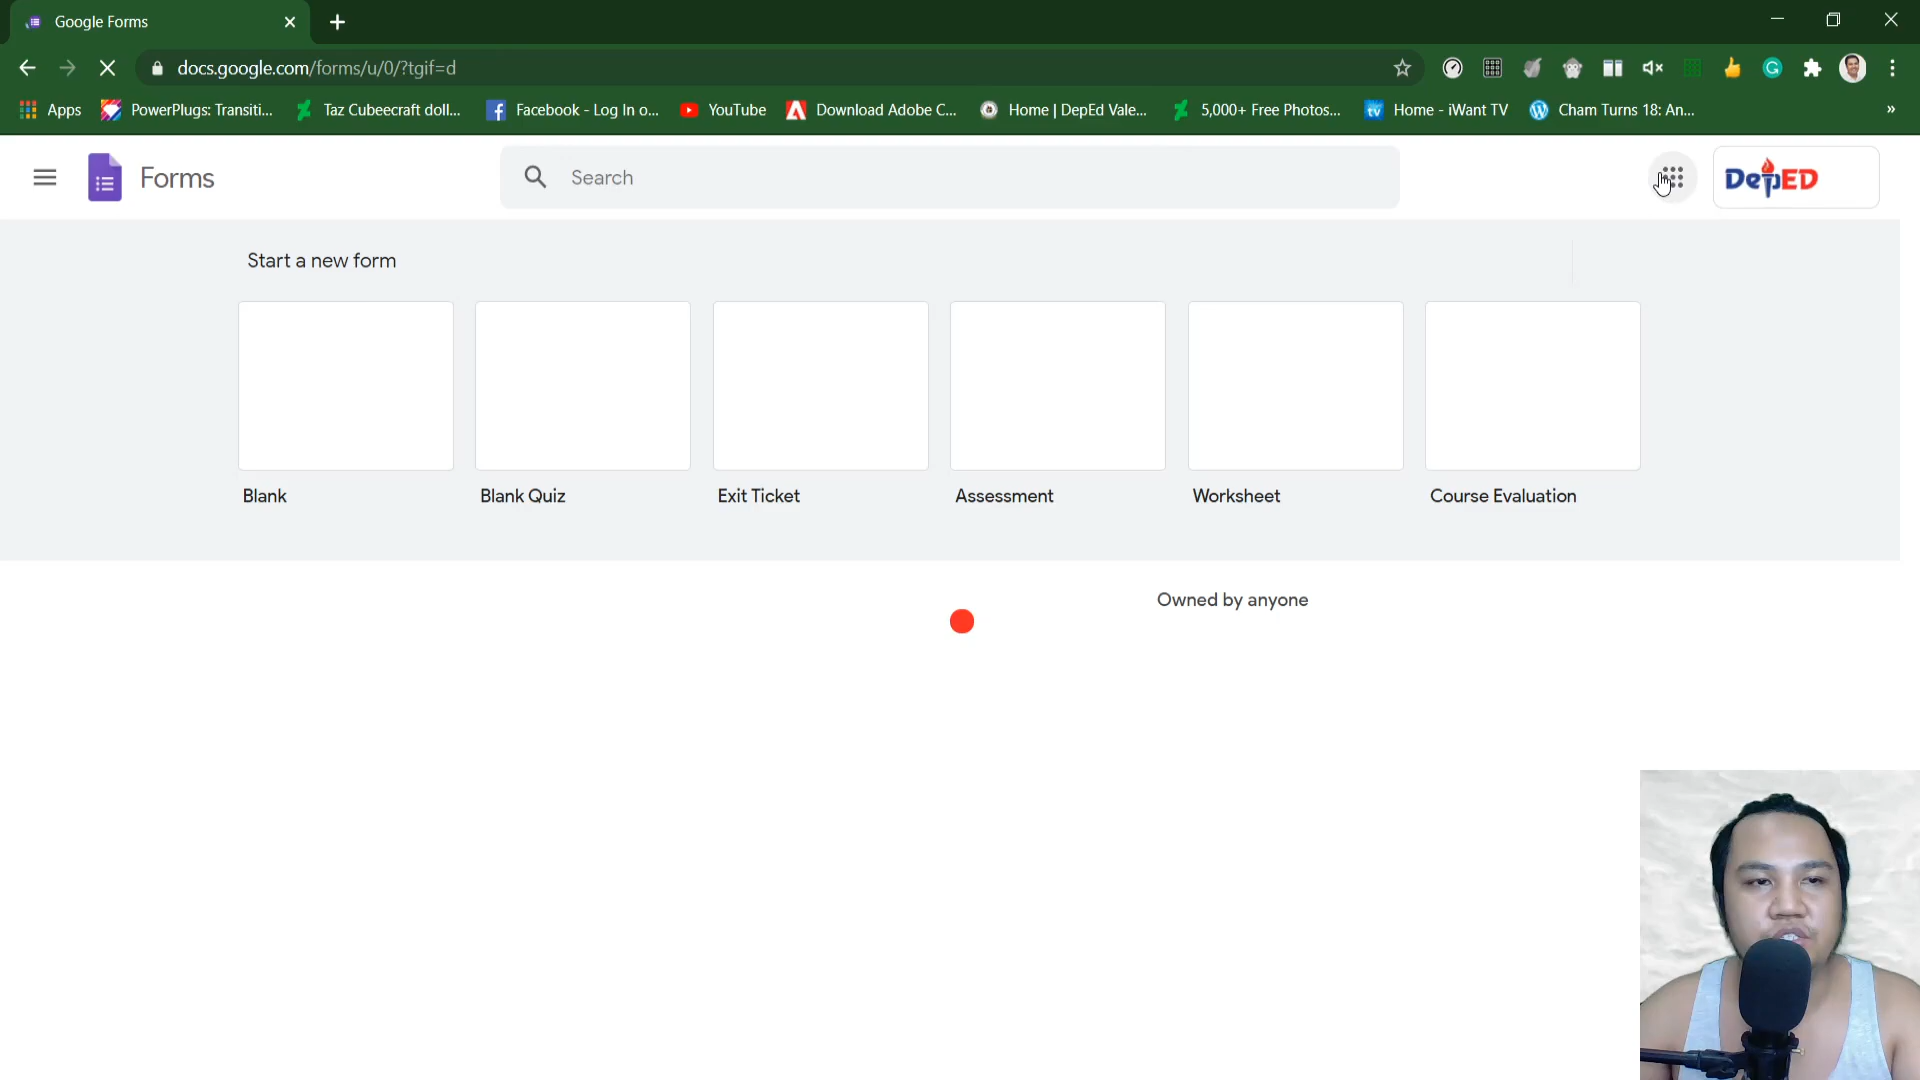 Google Forms
docs.google.com/forms/u/0/?tgif=d
Apps PowerPlugs: Transiti... Taz Cubeecraft doll... Facebook - Log In o... YouTube Download Adobe C... Home | DepEd Vale... 5,000+ Free Photos... Home - iWant TV Cham Turns 18: An... »
Forms Search DepED
Start a new form
Blank Blank Quiz Exit Ticket Assessment Worksheet Course Evaluation
Owned by anyone